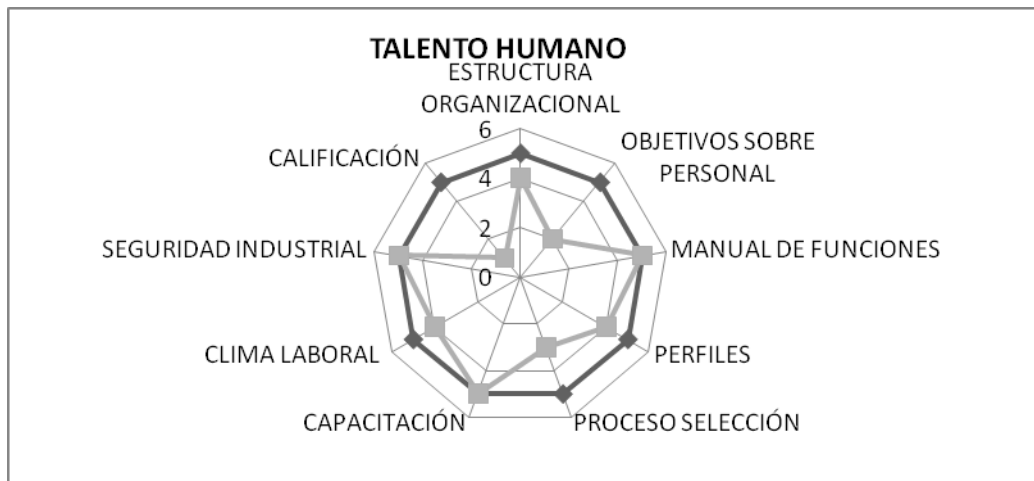 TALENTO HUMANO
ESTRUCTURA
ORGANIZACIONAL
6
OBJETIVOS SOBRE
PERSONAL
CALIFICACIÓN
4
SEGURIDAD INDUSTRIAL
MANUAL DE FUNCIONES
2
0
CLIMA LABORAL
PERFILES
CAPACITACIÓN
PROCESO SELECCIÓN